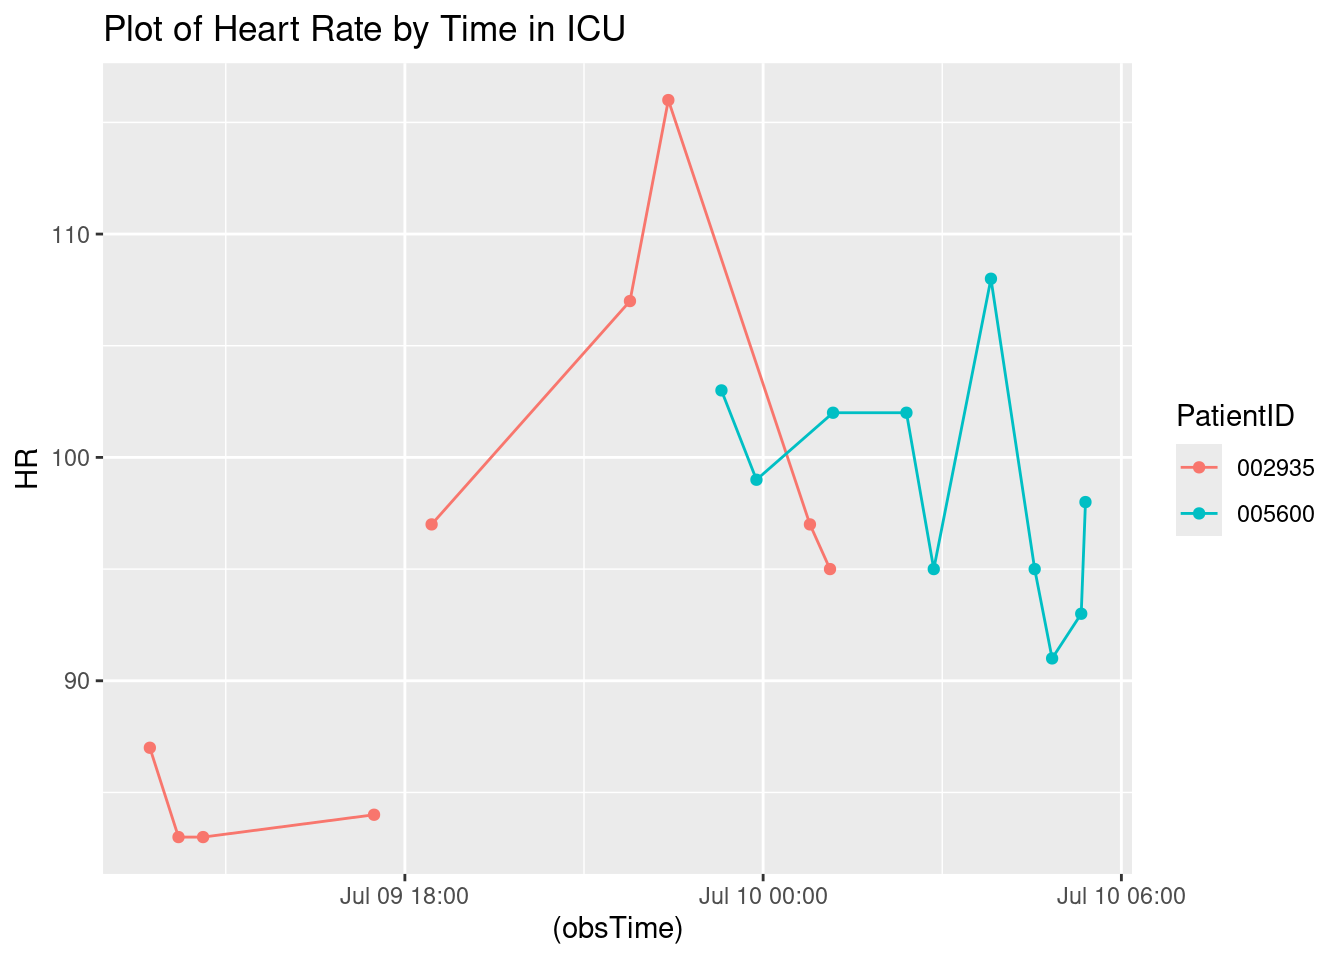 Plot of Heart Rate by Time in ICU
HR
110
100
90
Jul 09 18:00
Jul 10 00:00
Jul 10 06:00
(obsTime)
PatientID
002935
005600